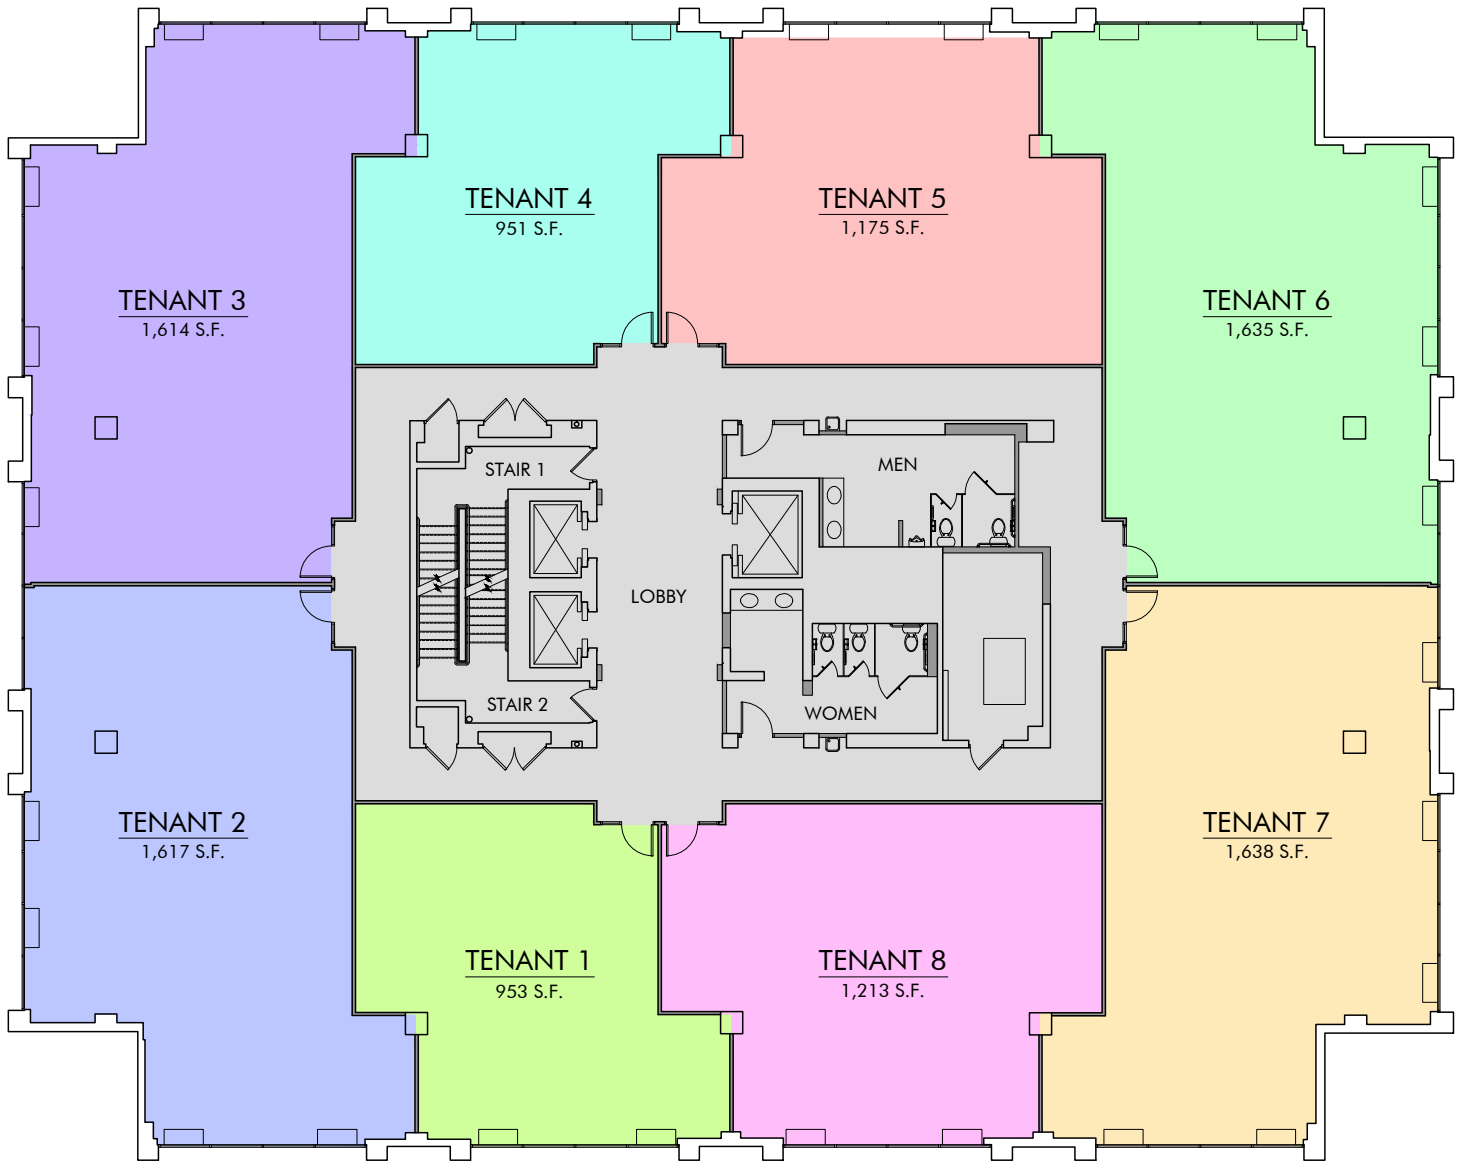 TENANT 4
951 S.F.
TENANT 5
1,175 S.F.
TENANT 3
1,614 S.F.
TENANT 6
1,635 S.F.
STAIR 1
MEN
LOBBY
STAIR 2
WOMEN
TENANT 2
1,617 S.F.
TENANT 7
1,638 S.F.
TENANT 1
953 S.F.
TENANT 8
1,213 S.F.